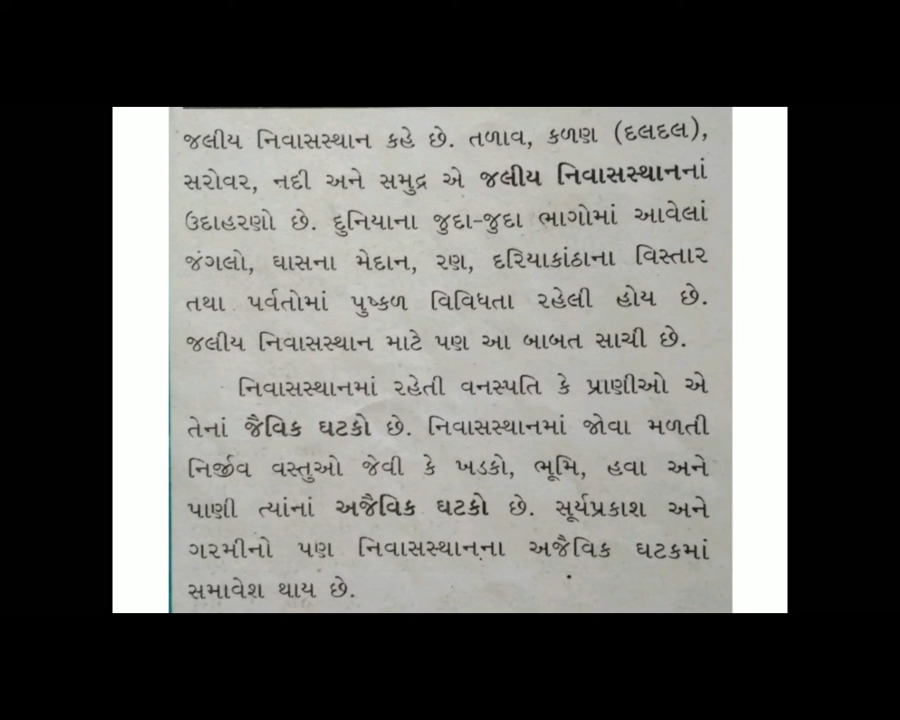 જલીય નિવાસસ્થાન કહે છે. તળાવ, કળણ (દલદલ),
સરોવર, નદી અને સમુદ્ર એ જલીય નિવાસસ્થાનનાં
ઉદાહરણો છે. દુનિયાના જુદા-જુદા ભાગોમાં આવેલાં
જંગલો, ઘાસના મેદાન, રણ, દરિયાકાંઠાના વિસ્તાર
તથા પર્વતોમાં પુષ્કળ વિવિધતા રહેલી હોય છે.
જલીય નિવાસસ્થાન માટે પણ આ બાબત સાચી છે.
નિવાસસ્થાનમાં રહેતી વનસ્પતિ કે પ્રાણીઓ એ
તેનાં જૈવિક ઘટકો છે. નિવાસસ્થાનમાં જોવા મળતી
નિર્જીવ વસ્તુઓ જેવી કે ખડકો, ભૂમિ, હવા અને
પાણી ત્યાંનાં અજૈવિક ઘટકો છે. સૂર્યપ્રકાશ અને
ગરમીનો પણ નિવાસસ્થાનના અજૈવિક ઘટકમાં
સમાવેશ થાય છે.